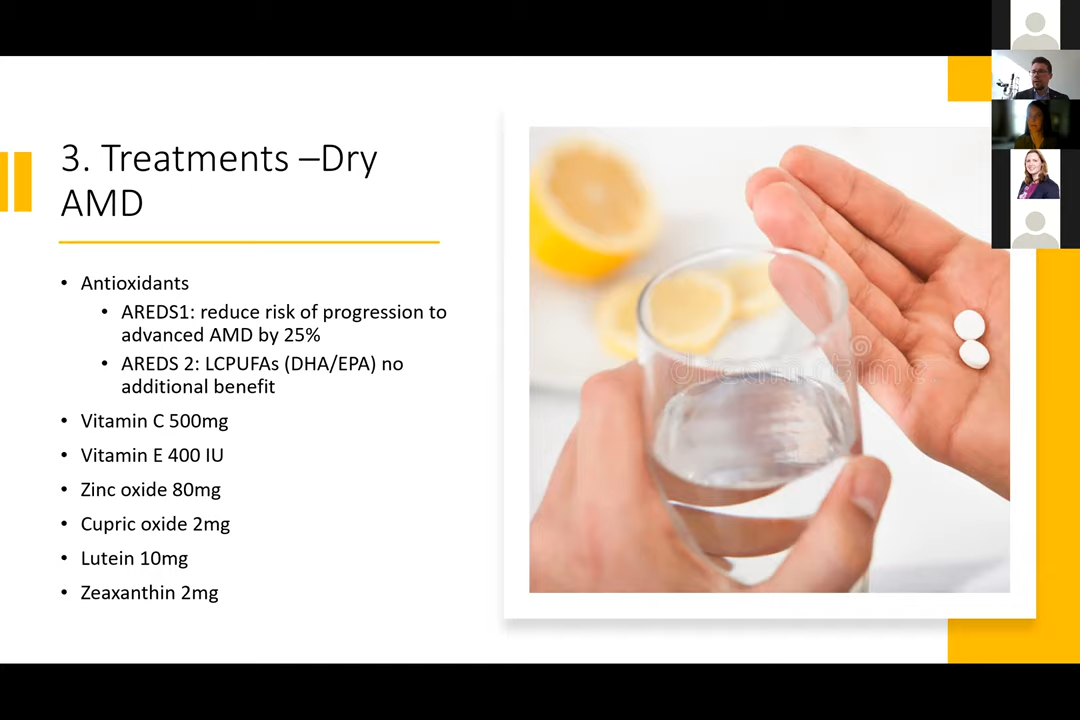 3. Treatments –Dry
AMD
• Antioxidants
• AREDS1: reduce risk of progression to
advanced AMD by 25%
• AREDS 2: LCPUFAs (DHA/EPA) no
additional benefit
• Vitamin C 500mg
• Vitamin E 400 IU
• Zinc oxide 80mg
• Cupric oxide 2mg
• Lutein 10mg
• Zeaxanthin 2mg
dreamstime